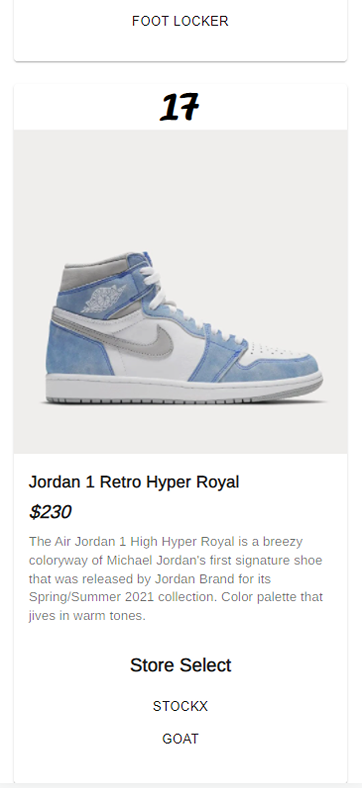 FOOT LOCKER
17
Jordan 1 Retro Hyper Royal
$230
The Air Jordan 1 High Hyper Royal is a breezy
coloryway of Michael Jordan's first signature shoe
that was released by Jordan Brand for its
Spring/Summer 2021 collection. Color palette that
jives in warm tones.
Store Select
STOCKX
GOAT